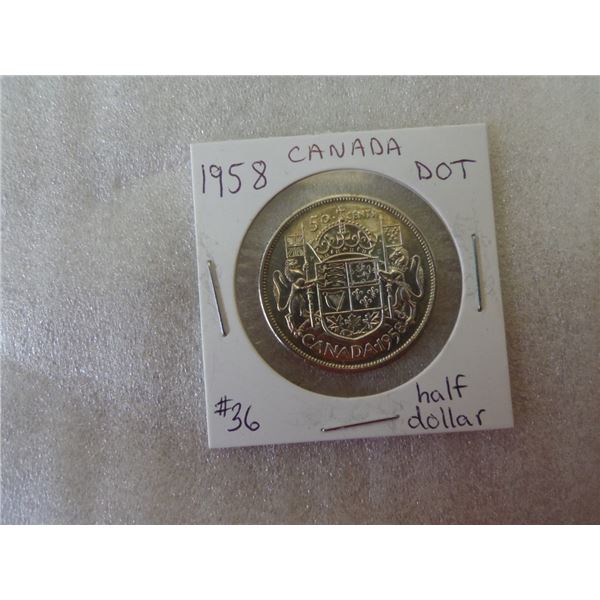 1958 CANADA DOT
50 CENTS
CANADA·1958
#36 half
dollar